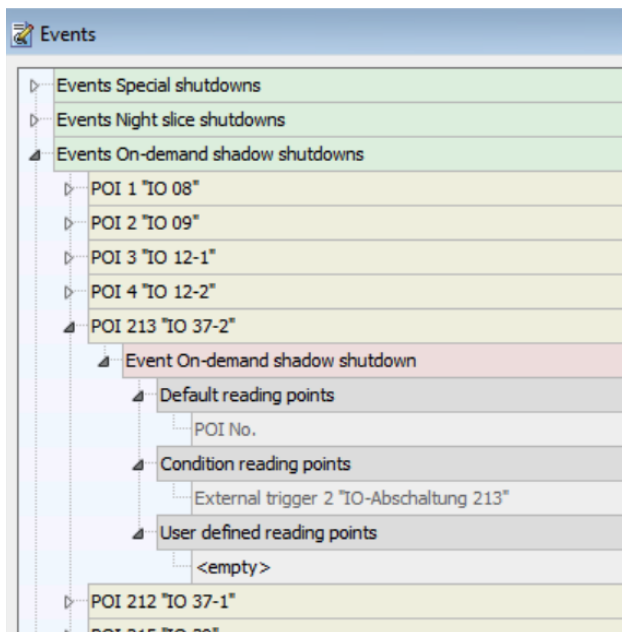 Events
Events Special shutdowns
Events Night slice shutdowns
Events On-demand shadow shutdowns
POI 1 "IO 08"
POI 2 "IO 09"
POI 3 "IO 12-1"
POI 4 "IO 12-2"
POI 213 "IO 37-2"
Event On-demand shadow shutdown
Default reading points
POI No.
Condition reading points
External trigger 2 "IO-Abschaltung 213"
User defined reading points
<empty>
POI 212 "IO 37-1"
POI 215 "IO